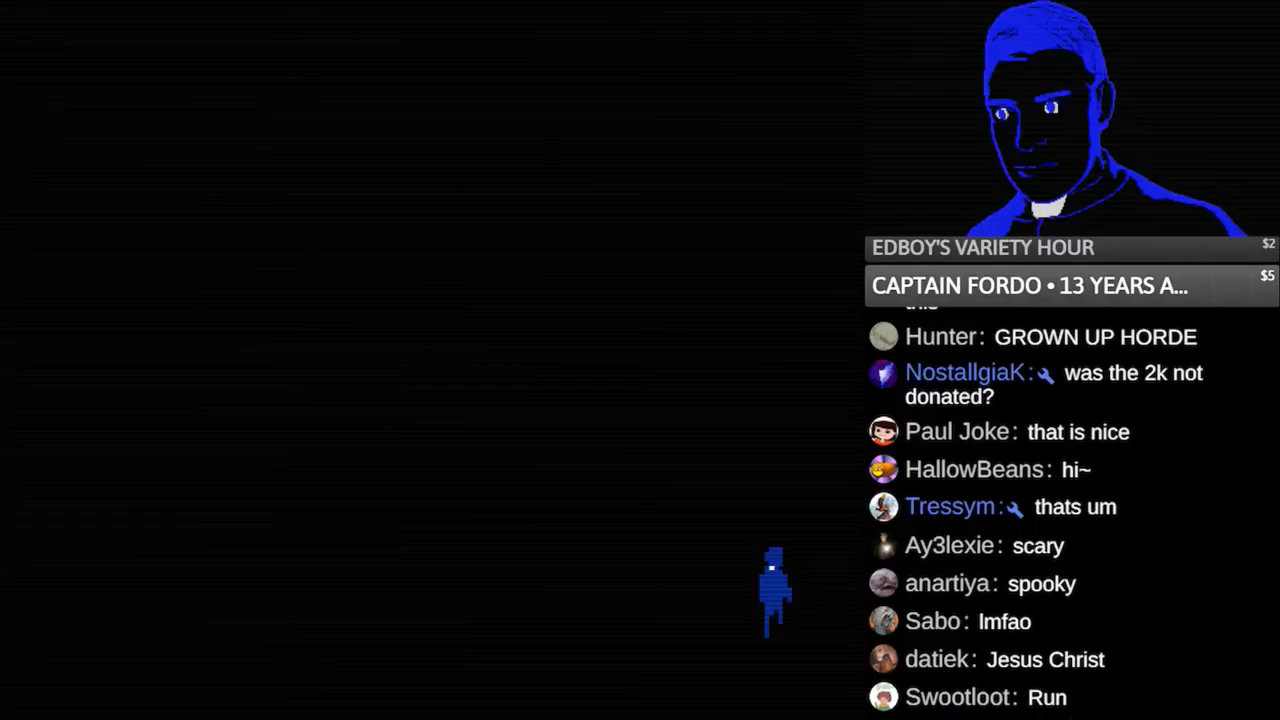 EDBOY'S VARIETY HOUR $2
CAPTAIN FORDO • 13 YEARS A... $5
this
Hunter: GROWN UP HORDE
NostallgiaK: was the 2k not
donated?
Paul Joke: that is nice
HallowBeans: hi~
Tressym: thats um
Ay3lexie: scary
anartiya: spooky
Sabo: lmfao
datiek: Jesus Christ
Swootloot: Run